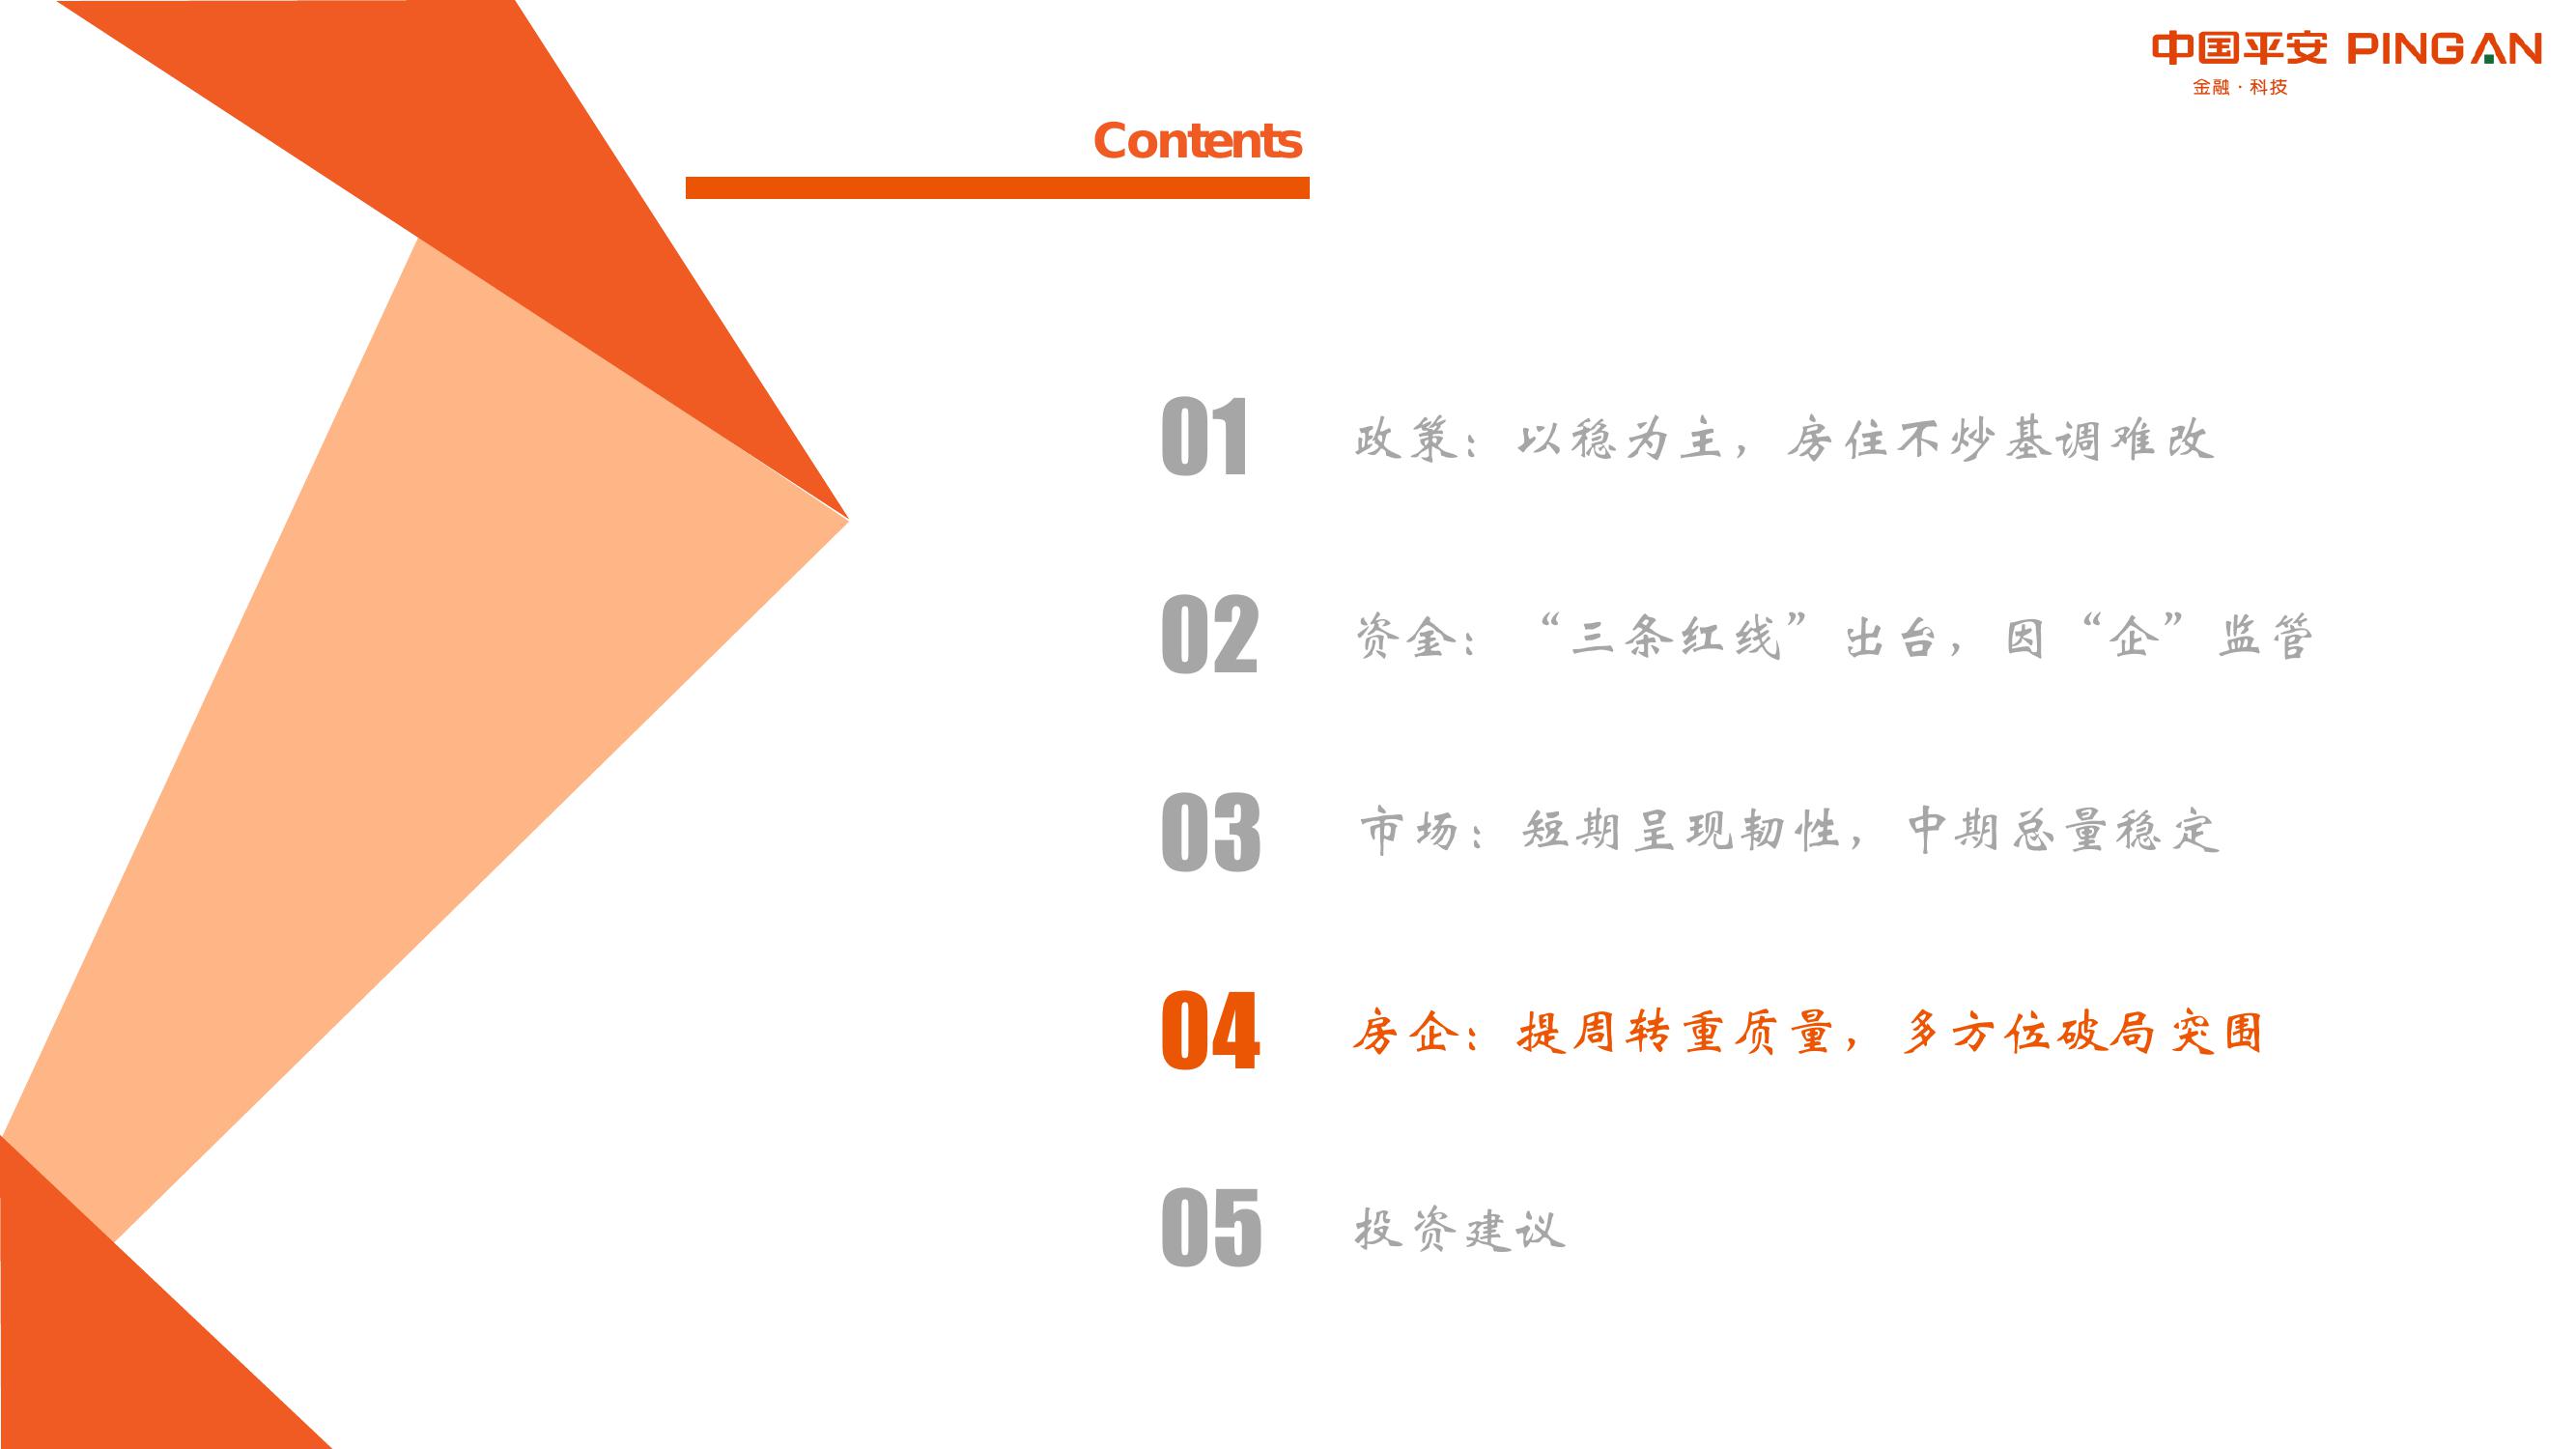 中国平安 PINGAN
金融·科技
Contents
01 政策：以稳为主，房住不炒基调难改
02 资金：“三条红线”出台，因“企”监管
03 市场：短期呈现韧性，中期总量稳定
04 房企：提周转重质量，多方位破局突围
05 投资建议